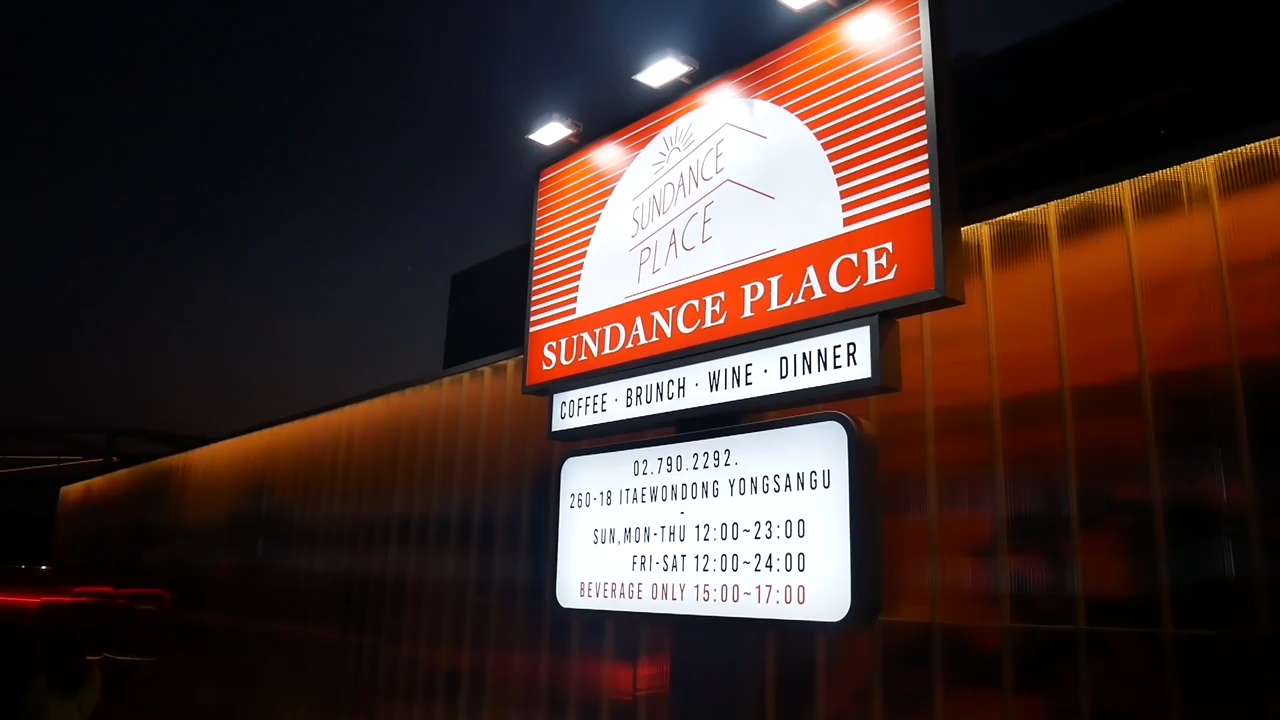 SUNDANCE
PLACE
SUNDANCE PLACE
COFFEE · BRUNCH · WINE · DINNER
02.790.2292.
260-18 ITAEWONDONG YONGSANGU
-
SUN,MON-THU 12:00~23:00
FRI-SAT 12:00~24:00
BEVERAGE ONLY 15:00~17:00